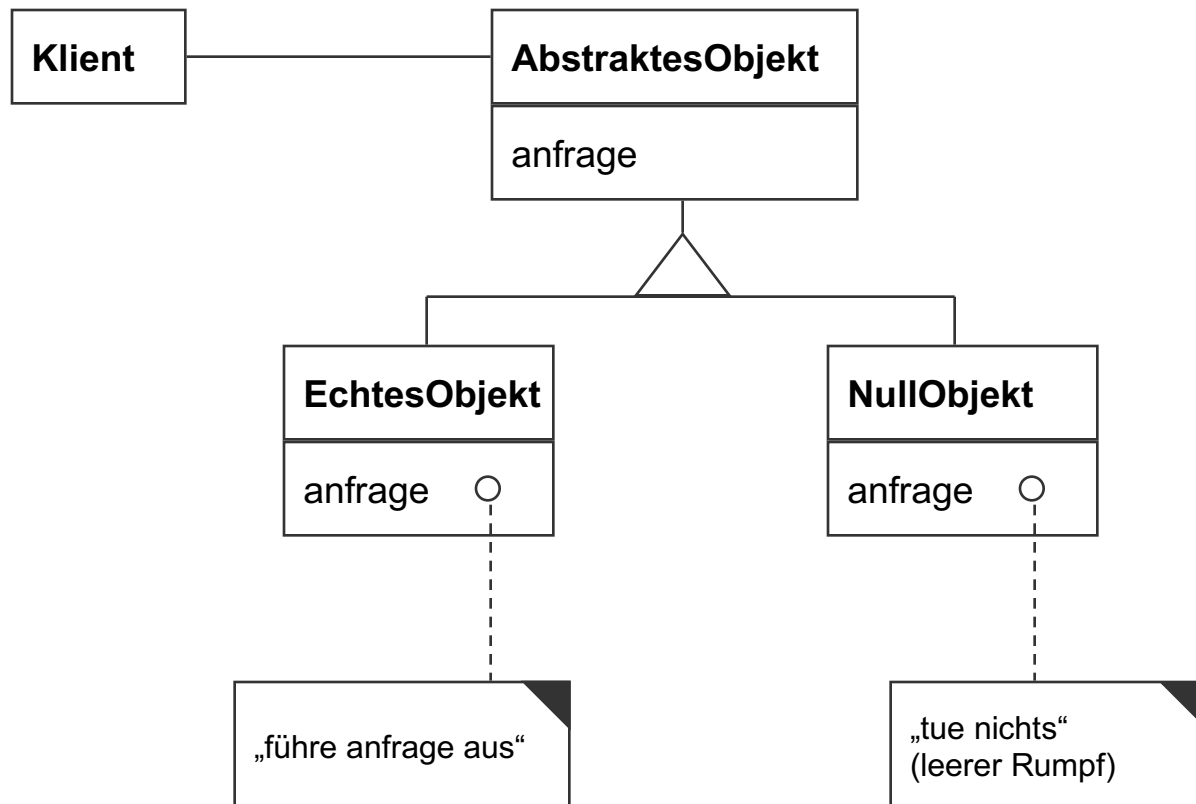 Klient
AbstraktesObjekt
anfrage
EchtesObjekt
anfrage
NullObjekt
anfrage
„führe anfrage aus“
„tue nichts“
(leerer Rumpf)